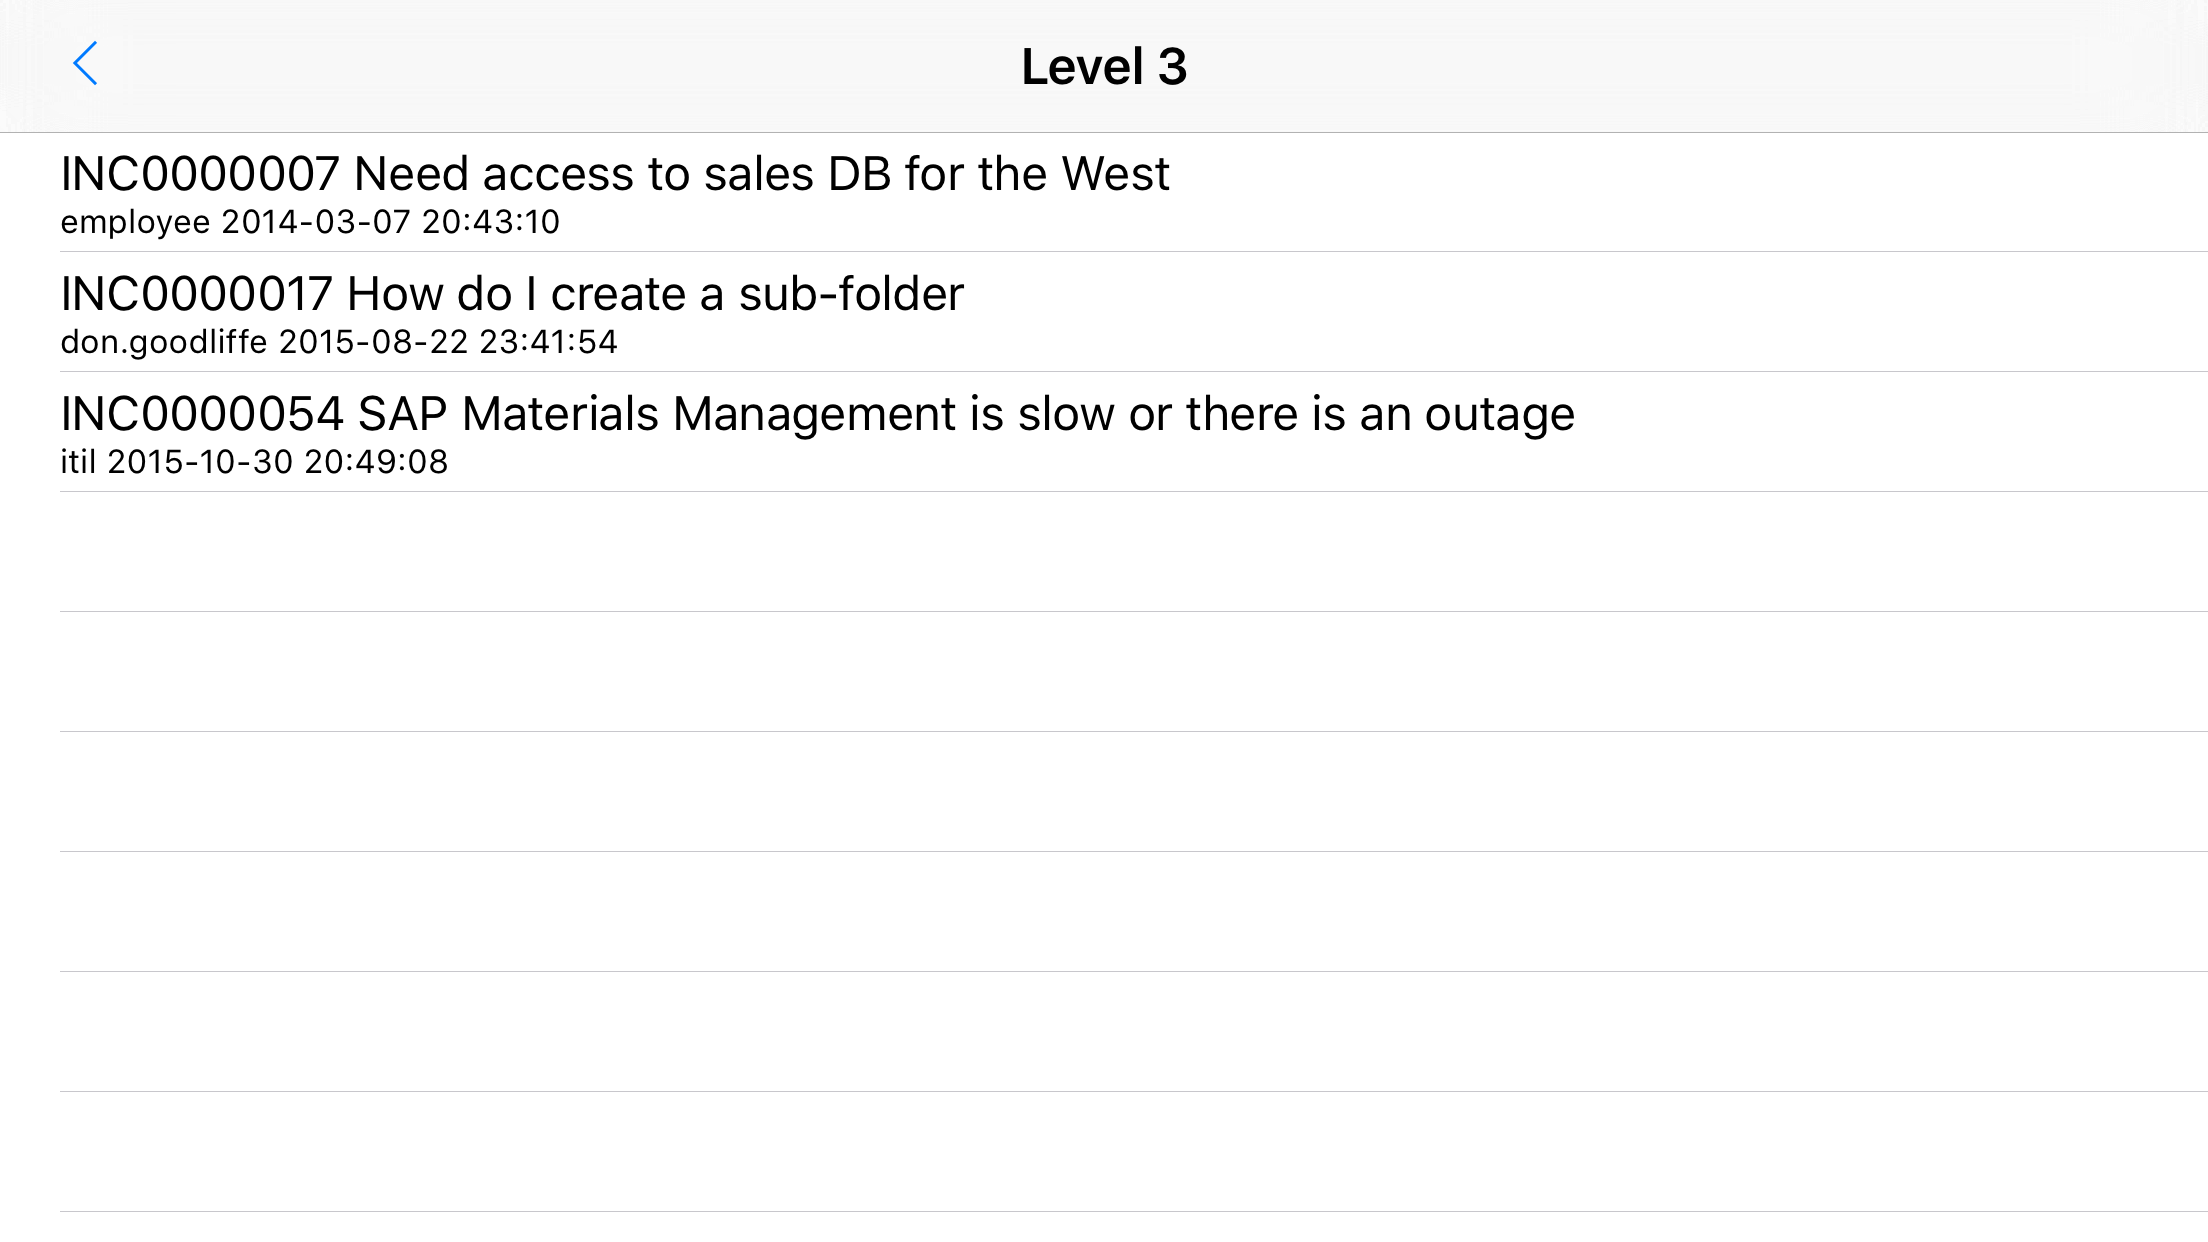 Level 3
INC0000007 Need access to sales DB for the West
employee 2014-03-07 20:43:10
INC0000017 How do I create a sub-folder
don.goodliffe 2015-08-22 23:41:54
INC0000054 SAP Materials Management is slow or there is an outage
itil 2015-10-30 20:49:08